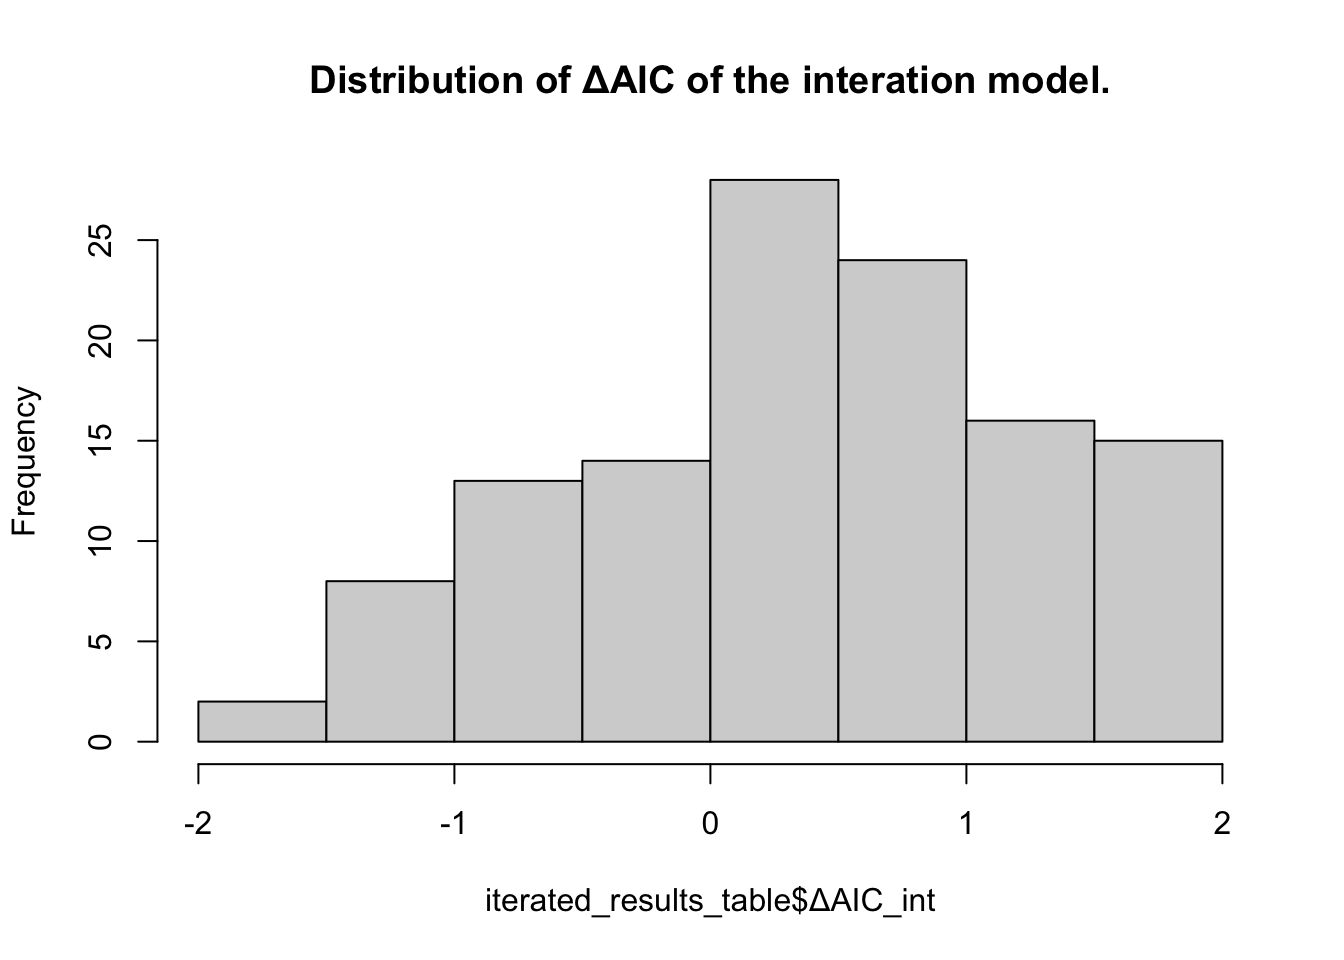 Distribution of ΔAIC of the interation model.
Frequency
25
20
15
10
5
0
-2 -1 0 1 2
iterated_results_table$ΔAIC_int